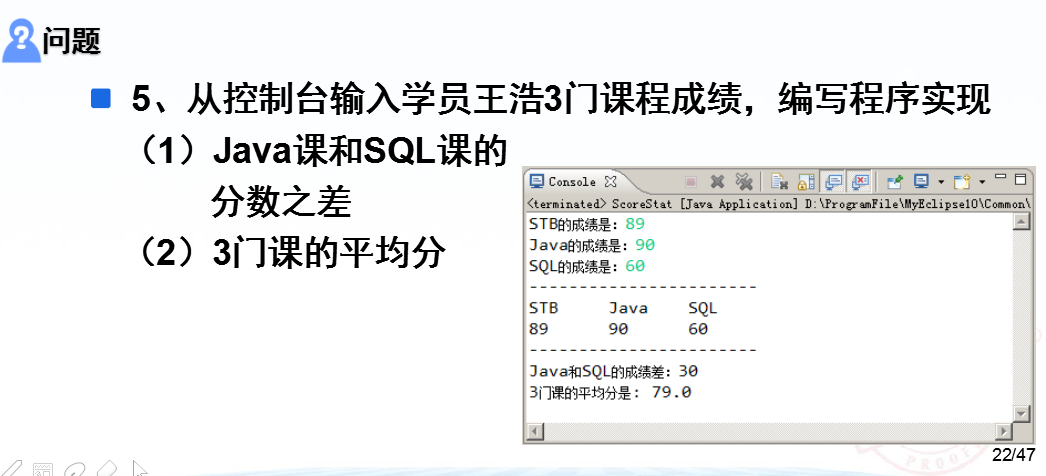 问题
5、从控制台输入学员王浩3门课程成绩，编写程序实现
（1）Java课和SQL课的
分数之差
（2）3门课的平均分
Console
<terminated> ScoreStat [Java Application] D:\ProgramFile\MyEclipse10\Common\
STB的成绩是：89
Java的成绩是：90
SQL的成绩是：60
------------------------
STB Java SQL
89 90 60
------------------------
Java和SQL的成绩差：30
3门课的平均分是： 79.0
22/47